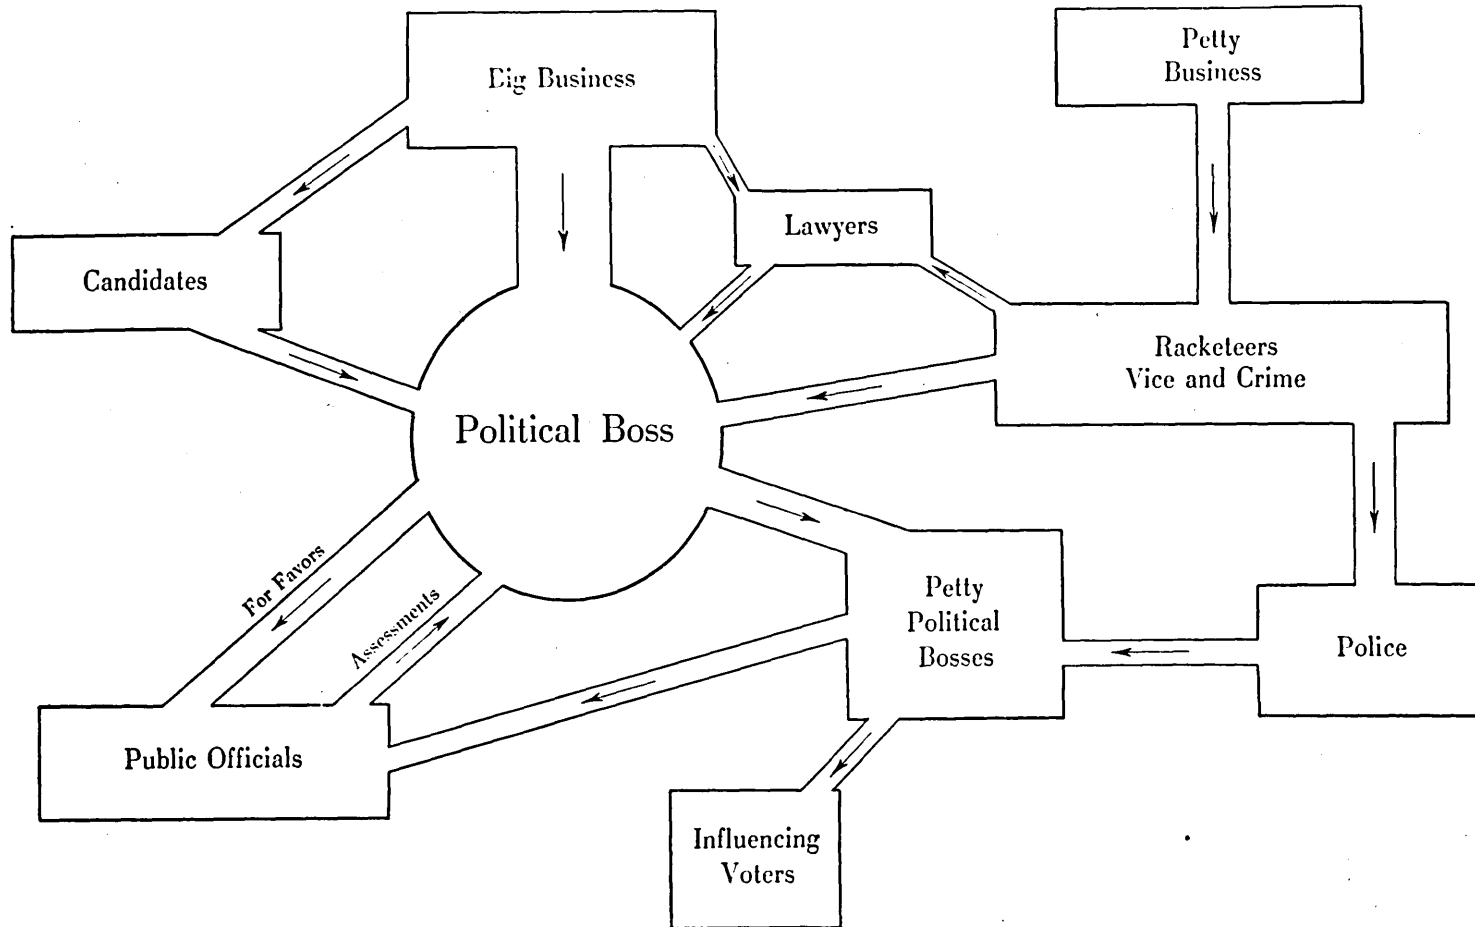 Big Business
Petty
Business
Lawyers
Candidates
Racketeers
Vice and Crime
Political Boss
For Favors
Assessments
Petty
Political
Bosses
Police
Public Officials
Influencing
Voters